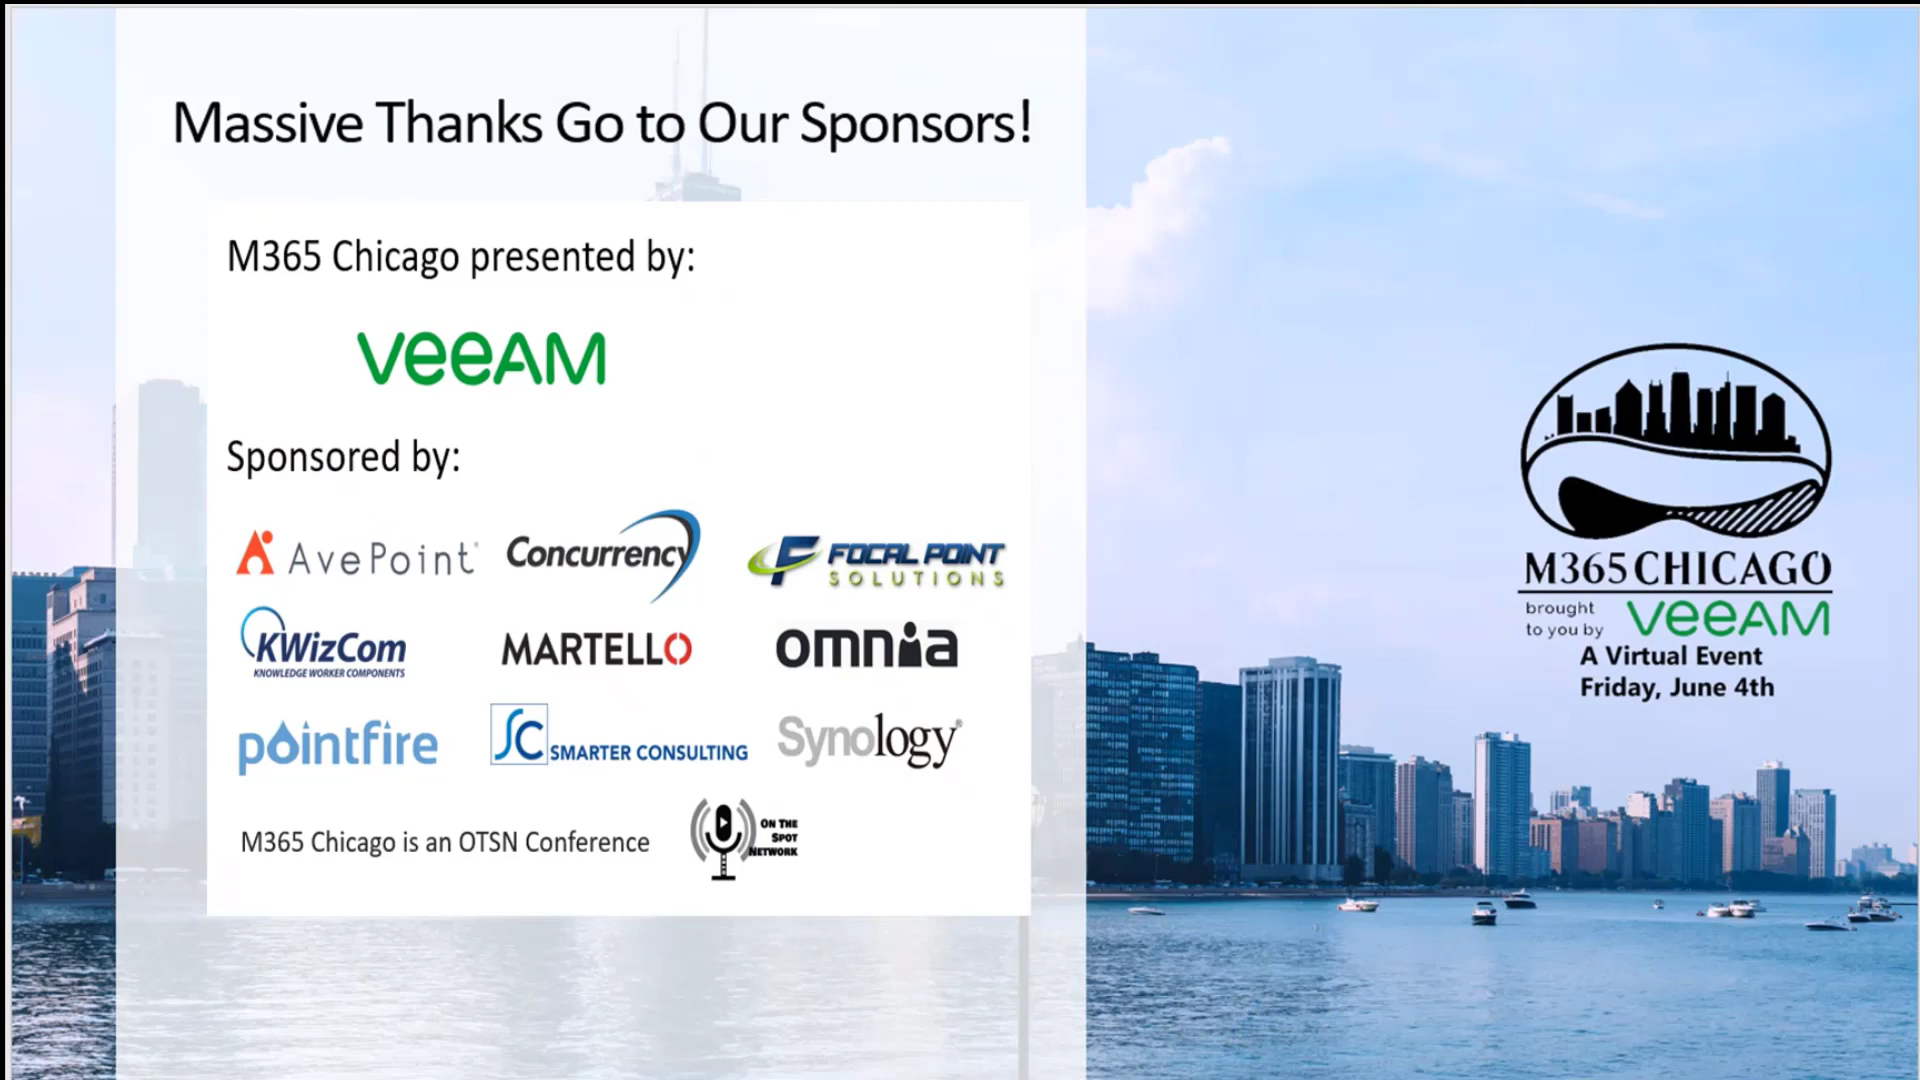 Massive Thanks Go to Our Sponsors!
M365 Chicago presented by:
veeAM
Sponsored by:
AvePoint®
Concurrency
FOCAL POINT
SOLUTIONS
KWizCom
KNOWLEDGE WORKER COMPONENTS
MARTELLO
omnia
pointfire
SC SMARTER CONSULTING
Synology®
M365 Chicago is an OTSN Conference
ON THE
SPOT
NETWORK
M365 CHICAGO
brought
to you by
veeAM
A Virtual Event
Friday, June 4th